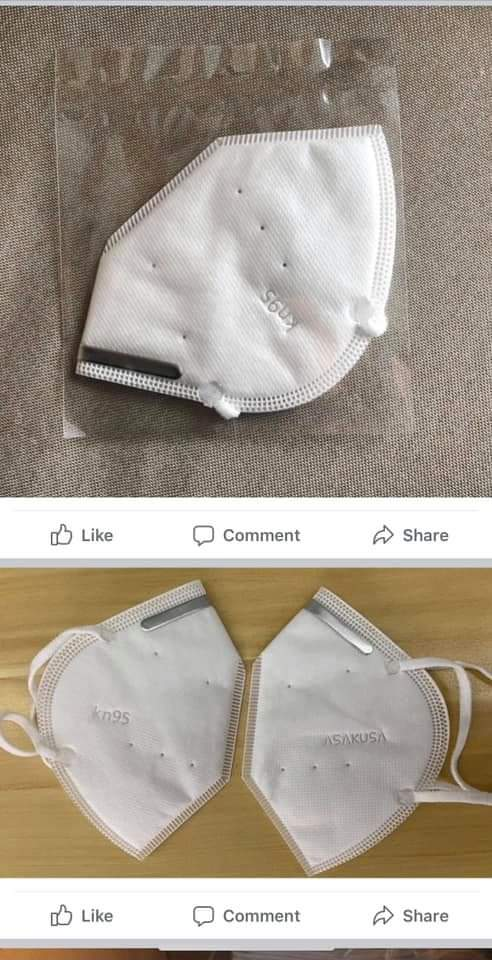 kn95
Like
Comment
Share
kn95
ASAKUSA
Like
Comment
Share